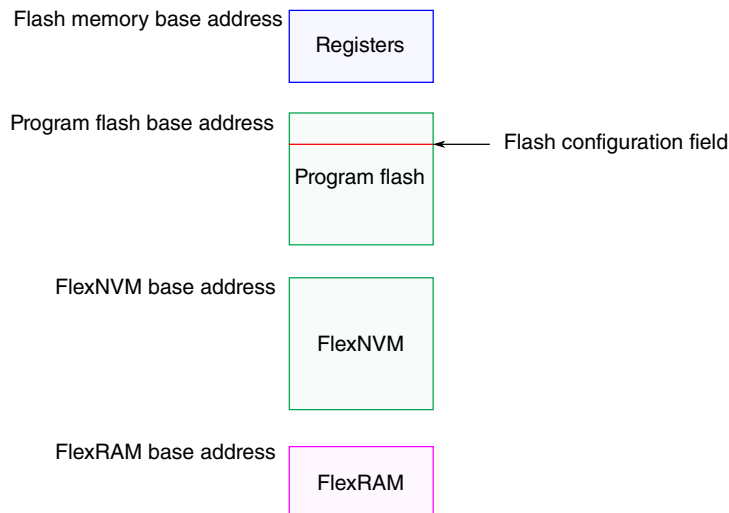 Flash memory base address
Registers
Program flash base address
Flash configuration field
Program flash
FlexNVM base address
FlexNVM
FlexRAM base address
FlexRAM